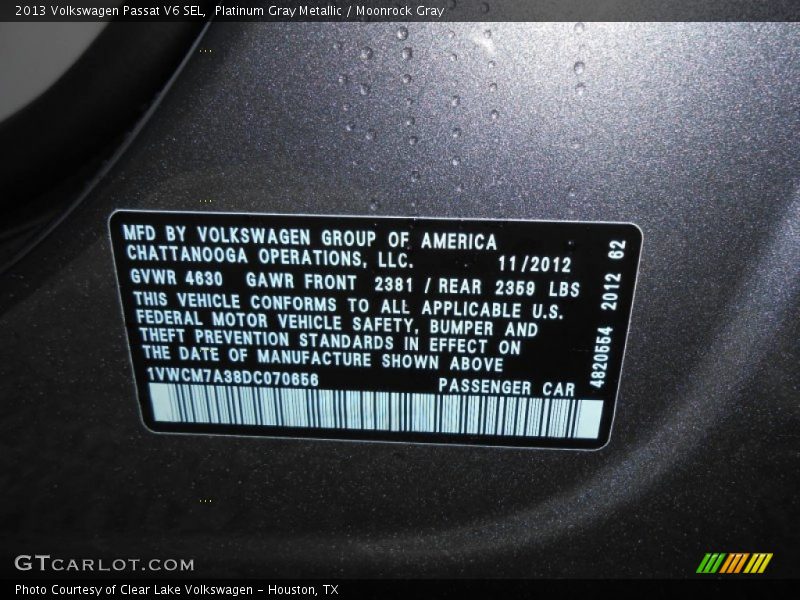 2013 Volkswagen Passat V6 SEL, Platinum Gray Metallic / Moonrock Gray
MFD BY VOLKSWAGEN GROUP OF AMERICA
CHATTANOOGA OPERATIONS, LLC. 11/2012
GVWR 4630 GAWR FRONT 2381 / REAR 2359 LBS
THIS VEHICLE CONFORMS TO ALL APPLICABLE U.S.
FEDERAL MOTOR VEHICLE SAFETY, BUMPER AND
THEFT PREVENTION STANDARDS IN EFFECT ON
THE DATE OF MANUFACTURE SHOWN ABOVE
1VWCM7A38DC070656 PASSENGER CAR
4820554 2012 62
GTCARLOT.COM
Photo Courtesy of Clear Lake Volkswagen - Houston, TX